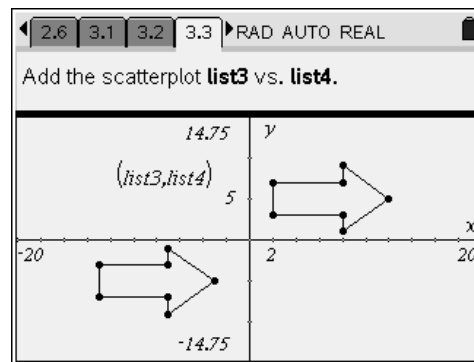 2.6 3.1 3.2 3.3 RAD AUTO REAL
Add the scatterplot list3 vs. list4.
14.75 y
(list3,list4)
5
x
-20 2 20
-14.75